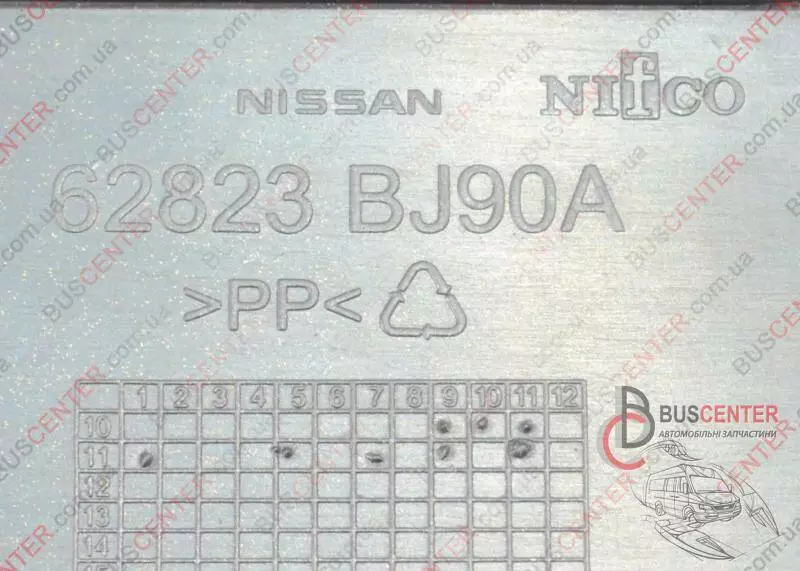 NISSAN NIfCO
62823 BJ90A
>PP<
1 2 3 4 5 6 7 8 9 10 11 12
10
11
12
13
14
15
BUSCENTER
АВТОМОБІЛЬНІ ЗАПЧАСТИНИ
BUSCENTER.com.ua